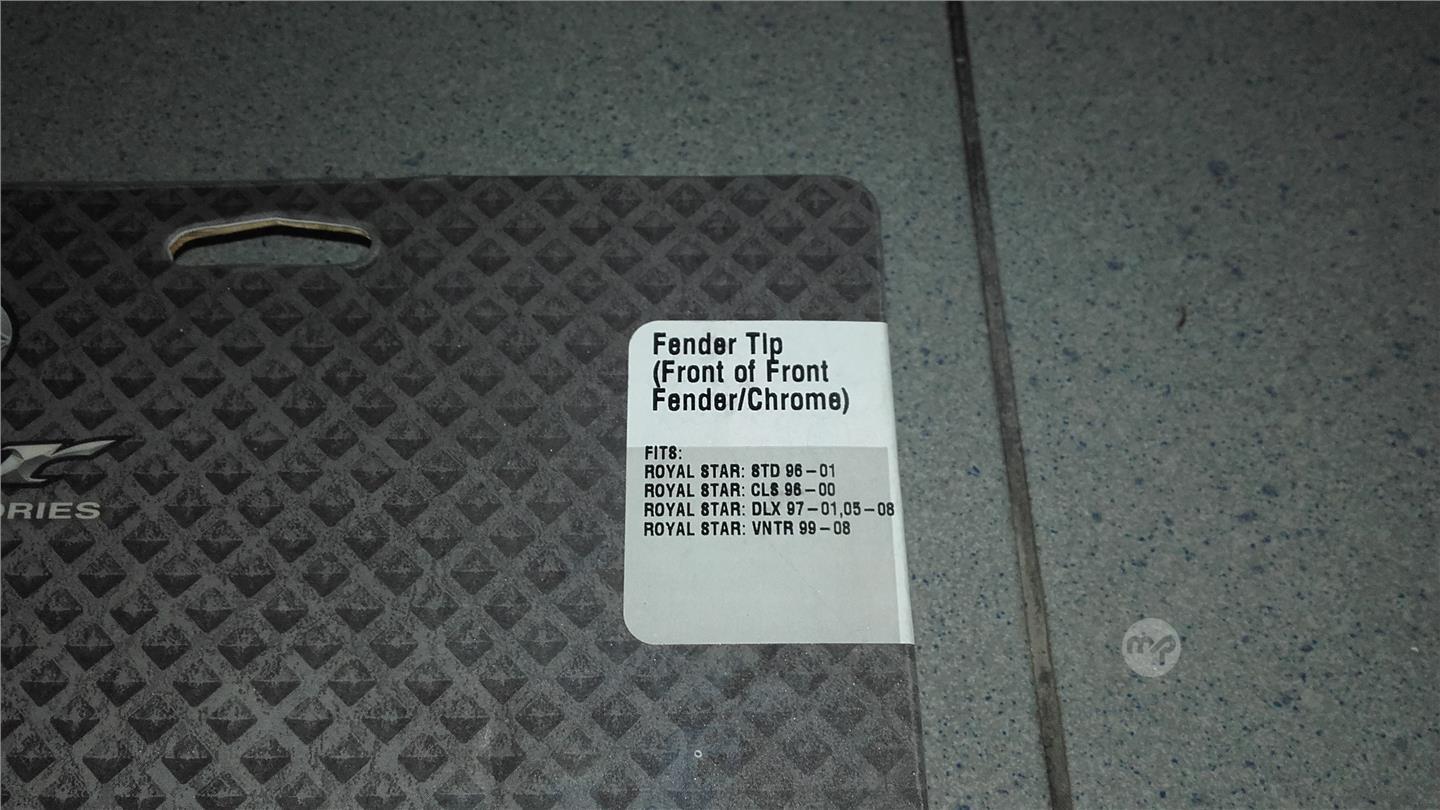 Fender Tip
(Front of Front
Fender/Chrome)
FITS:
ROYAL STAR: STD 96-01
ROYAL STAR: CLS 96-00
ROYAL STAR: DLX 97-01,05-08
ROYAL STAR: VNTR 99-08
ORIES
mp